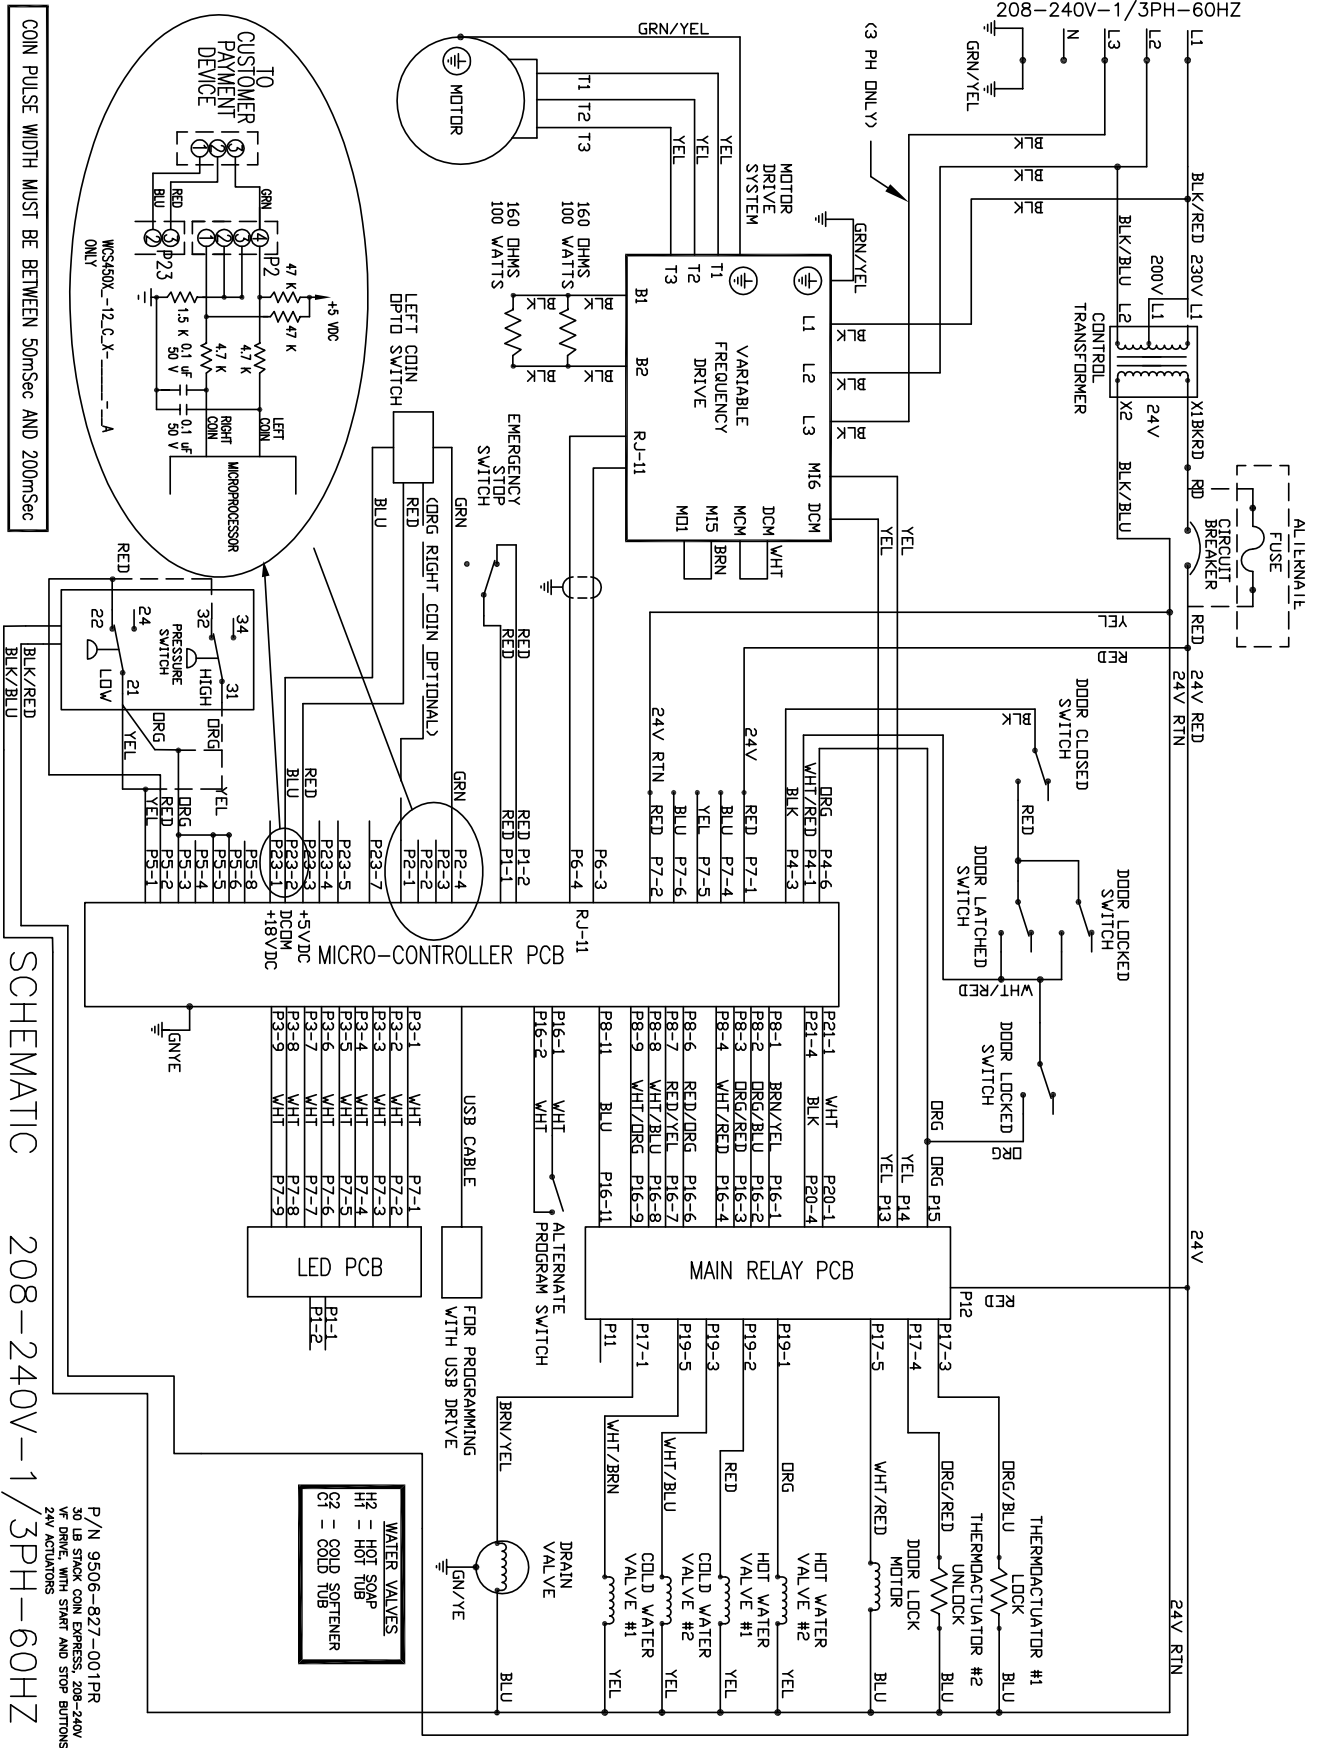 208-240V-1/3PH-60HZ
L1
L2
L3
N
GRN/YEL
(3 PH ONLY)
BLK
BLK
BLK
BLK/RED
230V
L1
200V
L1
BLK/BLU
L2
CONTROL
TRANSFORMER
X1
BKRD
24V
X2
BLK/BLU
RD
FUSE
CIRCUIT
BREAKER
RED
24V RED
24V RTN
YEL
RED
24V
24V RTN
GRN/YEL
MOTOR
T1
T2
T3
YEL
YEL
YEL
MOTOR
DRIVE
SYSTEM
GRN/YEL
T1
T2
T3
L1
L2
L3
BLK
BLK
BLK
VARIABLE
FREQUENCY
DRIVE
B1
B2
RJ-11
MI6
DCM
DCM
MCM
MI5
MO1
WHT
BRN
YEL
YEL
160 OHMS
100 WATTS
160 OHMS
100 WATTS
BLK
BLK
BLK
BLK
EMERGENCY
STOP
SWITCH
RED
RED
LEFT COIN
OPTO SWITCH
GRN
(ORG RIGHT COIN OPTIONAL)
RED
BLU
TO
CUSTOMER
PAYMENT
DEVICE
3
2
1
GRN
RED
BLU
P2
4
3
2
1
P23
3
2
47 K
47 K
+5 VDC
1.5 K
4.7 K
4.7 K
0.1 uF
50 V
0.1 uF
50 V
LEFT
COIN
RIGHT
COIN
MICROPROCESSOR
WCS450X_-12_C_X-______-_A
ONLY
COIN PULSE WIDTH MUST BE BETWEEN 50mSec AND 200mSec
RED
34
32
31
HIGH
PRESSURE
SWITCH
24
22
21
LOW
ORG
ORG
YEL
YEL
BLK/RED
BLK/BLU
YEL P5-1
RED P5-2
ORG P5-3
P5-4
P5-5
P5-6
P5-8
BLU
RED
P23-1
P23-2
P23-3
P23-4
P23-5
P23-7
P2-1
P2-2
P2-3
GRN P2-4
RED P1-1
RED P1-2
P6-4
P6-3
24V RTN
RED P7-2
BLU P7-6
YEL P7-5
BLU P7-4
24V
RED P7-1
BLK P4-3
WHT/RED P4-1
ORG P4-6
DOOR CLOSED
SWITCH
BLK
RED
DOOR LOCKED
SWITCH
DOOR LATCHED
SWITCH
WHT/RED
DOOR LOCKED
SWITCH
ORG
+18VDC
DCOM
+5VDC
RJ-11
MICRO-CONTROLLER PCB
GNYE
P3-9 WHT P7-9
P3-8 WHT P7-8
P3-7 WHT P7-7
P3-6 WHT P7-6
P3-5 WHT P7-5
P3-4 WHT P7-4
P3-3 WHT P7-3
P3-2 WHT P7-2
P3-1 WHT P7-1
LED PCB
P1-1
P1-2
USB CABLE
FOR PROGRAMMING
WITH USB DRIVE
P16-2 WHT
P16-1 WHT
ALTERNATE
PROGRAM SWITCH
P8-11 BLU P16-11
P8-9 WHT/ORG P16-9
P8-8 WHT/BLU P16-8
P8-7 RED/YEL P16-7
P8-6 RED/ORG P16-6
P8-4 WHT/RED P16-4
P8-3 ORG/RED P16-3
P8-2 ORG/BLU P16-2
P8-1 BRN/YEL P16-1
P21-4 BLK P20-4
P21-1 WHT P20-1
YEL P13
YEL P14
ORG
ORG P15
MAIN RELAY PCB
P12
RED
P11
P17-1
P19-5
P19-3
P19-2
P19-1
P17-5
P17-4
P17-3
BRN/YEL
WHT/BRN
WHT/BLU
RED
ORG
WHT/RED
ORG/RED
ORG/BLU
GN/YE
DRAIN
VALVE
COLD WATER
VALVE #1
COLD WATER
VALVE #2
HOT WATER
VALVE #1
HOT WATER
VALVE #2
DOOR LOCK
MOTOR
THERMOACTUATOR #2
UNLOCK
THERMOACTUATOR #1
LOCK
BLU
YEL
YEL
YEL
YEL
BLU
BLU
BLU
24V RTN
WATER VALVES
H2 - HOT SOAP
H1 - HOT TUB
C2 - COLD SOFTENER
C1 - COLD TUB
SCHEMATIC 208-240V-1/3PH-60HZ
P/N 9506-827-001PR
30 LB STACK COIN EXPRESS, 208-240V
VF DRIVE, WITH START AND STOP BUTTONS
24V ACTUATORS